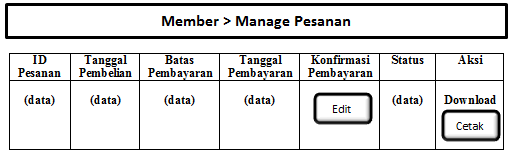 Member > Manage Pesanan
ID Pesanan Tanggal Pembelian Batas Pembayaran Tanggal Pembayaran Konfirmasi Pembayaran Status Aksi
(data) (data) (data) (data) Edit (data) Download
Cetak